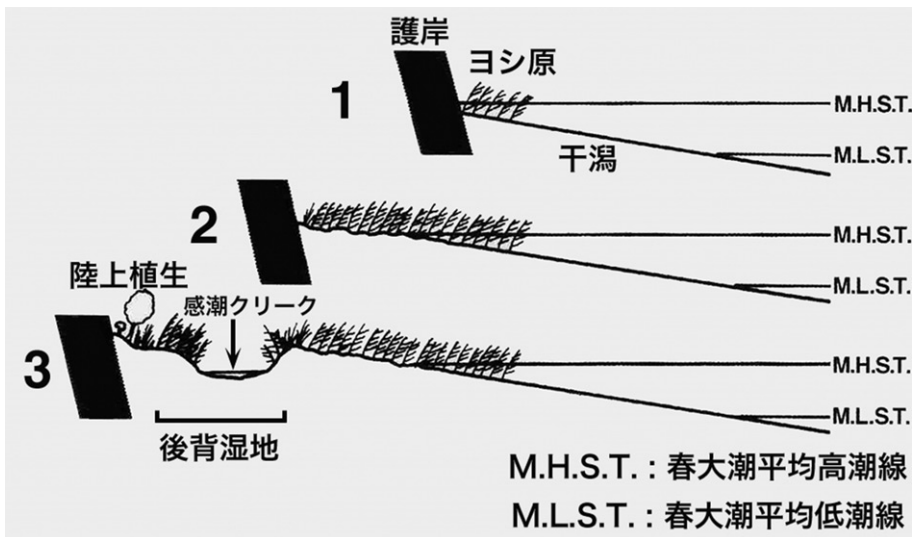 護岸
ヨシ原
1
M.H.S.T.
干潟
M.L.S.T.
2
M.H.S.T.
M.L.S.T.
陸上植生
感潮クリーク
3
M.H.S.T.
M.L.S.T.
後背湿地
M.H.S.T.：春大潮平均高潮線
M.L.S.T.：春大潮平均低潮線